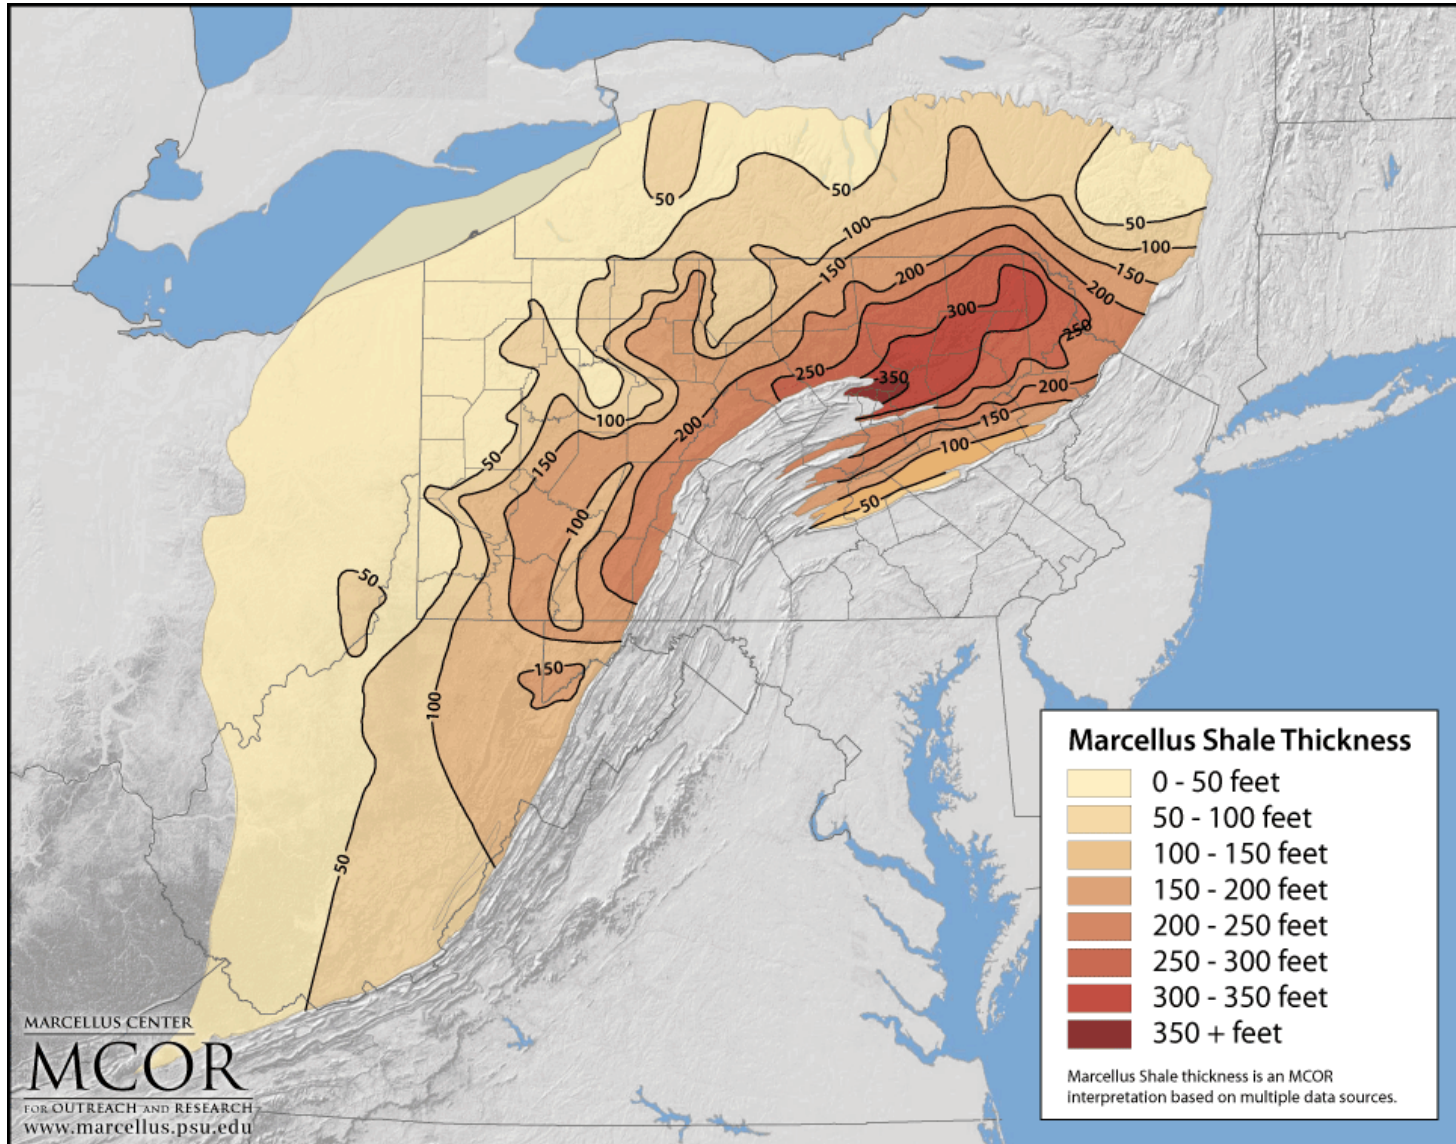 50
50
50
100
100
150
150
200
200
300
250
250
350
200
150
100
50
100
200
50
150
100
50
150
100
50
Marcellus Shale Thickness
0 - 50 feet
50 - 100 feet
100 - 150 feet
150 - 200 feet
200 - 250 feet
250 - 300 feet
300 - 350 feet
350 + feet
Marcellus Shale thickness is an MCOR
interpretation based on multiple data sources.
MARCELLUS CENTER
MCOR
FOR OUTREACH AND RESEARCH
www.marcellus.psu.edu